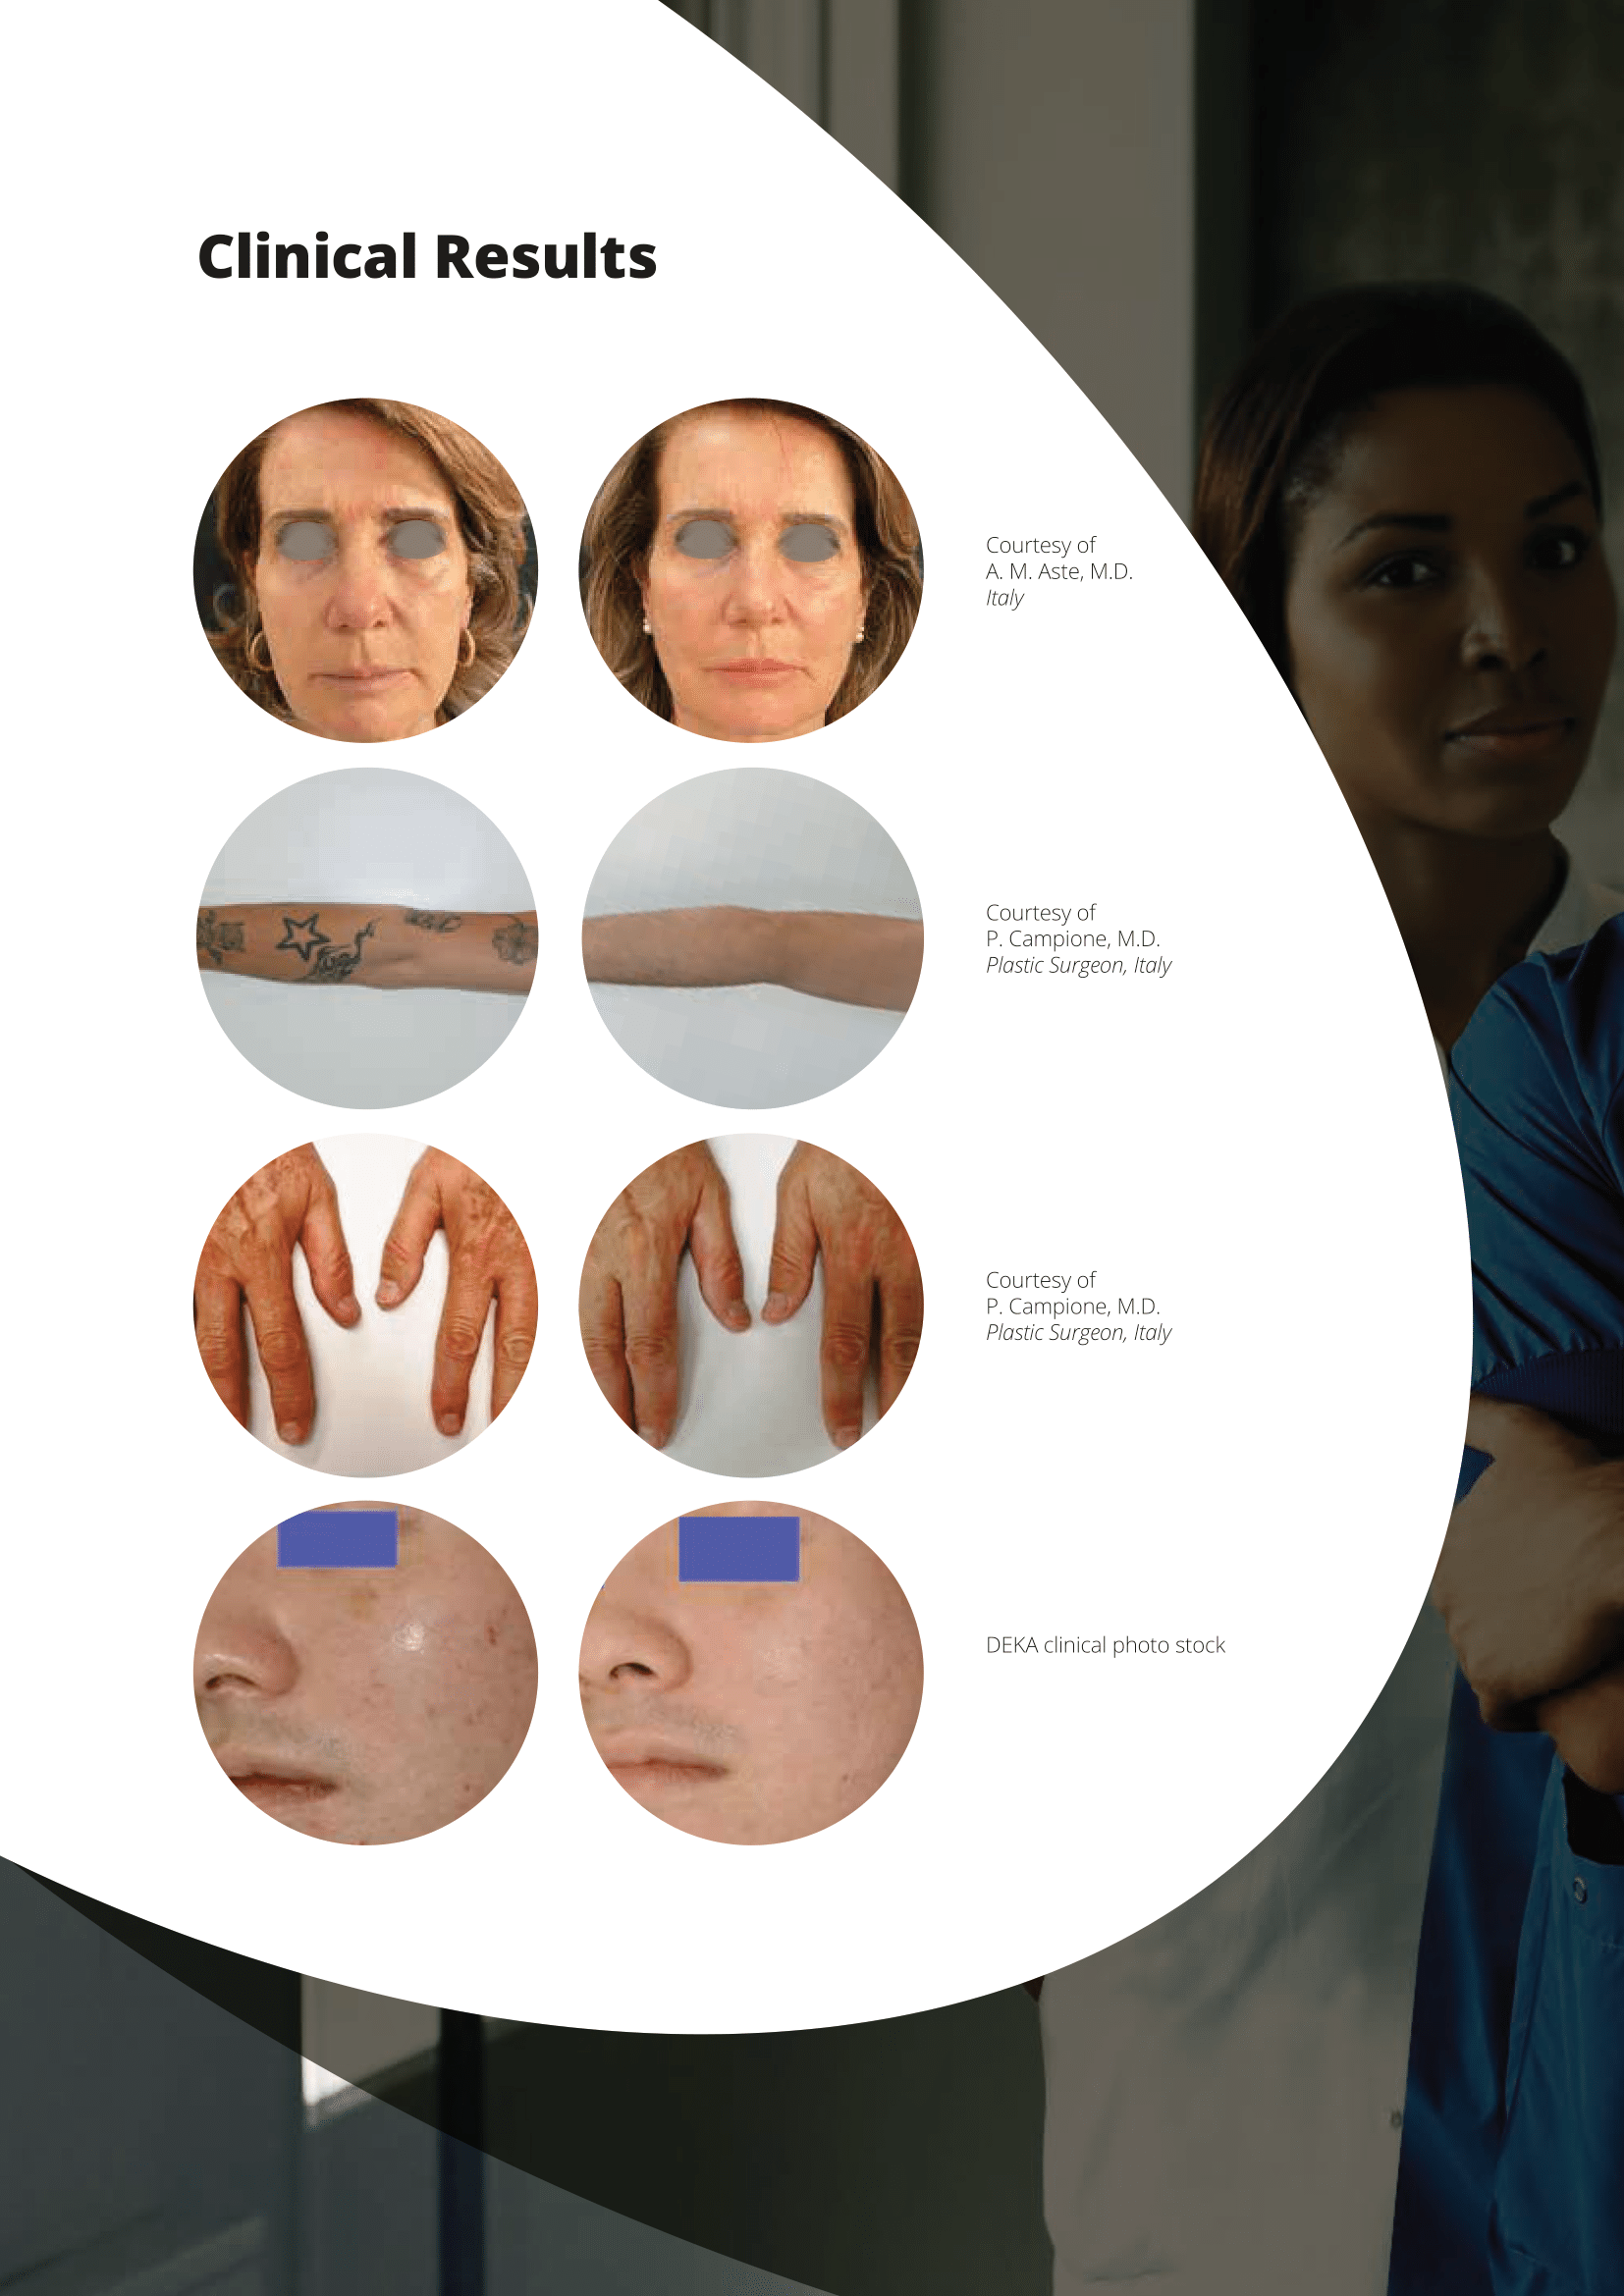 Clinical Results
Courtesy of
A. M. Aste, M.D.
Italy
Courtesy of
P. Campione, M.D.
Plastic Surgeon, Italy
Courtesy of
P. Campione, M.D.
Plastic Surgeon, Italy
DEKA clinical photo stock